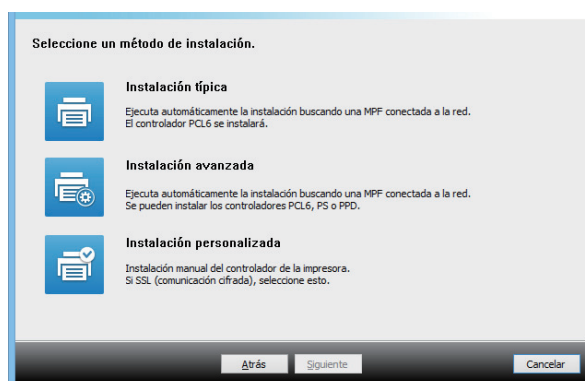 Seleccione un método de instalación.
Instalación típica
Ejecuta automáticamente la instalación buscando una MPF conectada a la red.
El controlador PCL6 se instalará.
Instalación avanzada
Ejecuta automáticamente la instalación buscando una MPF conectada a la red.
Se pueden instalar los controladores PCL6, PS o PPD.
Instalación personalizada
Instalación manual del controlador de la impresora.
Si SSL (comunicación cifrada), seleccione esto.
Atrás Siguiente Cancelar